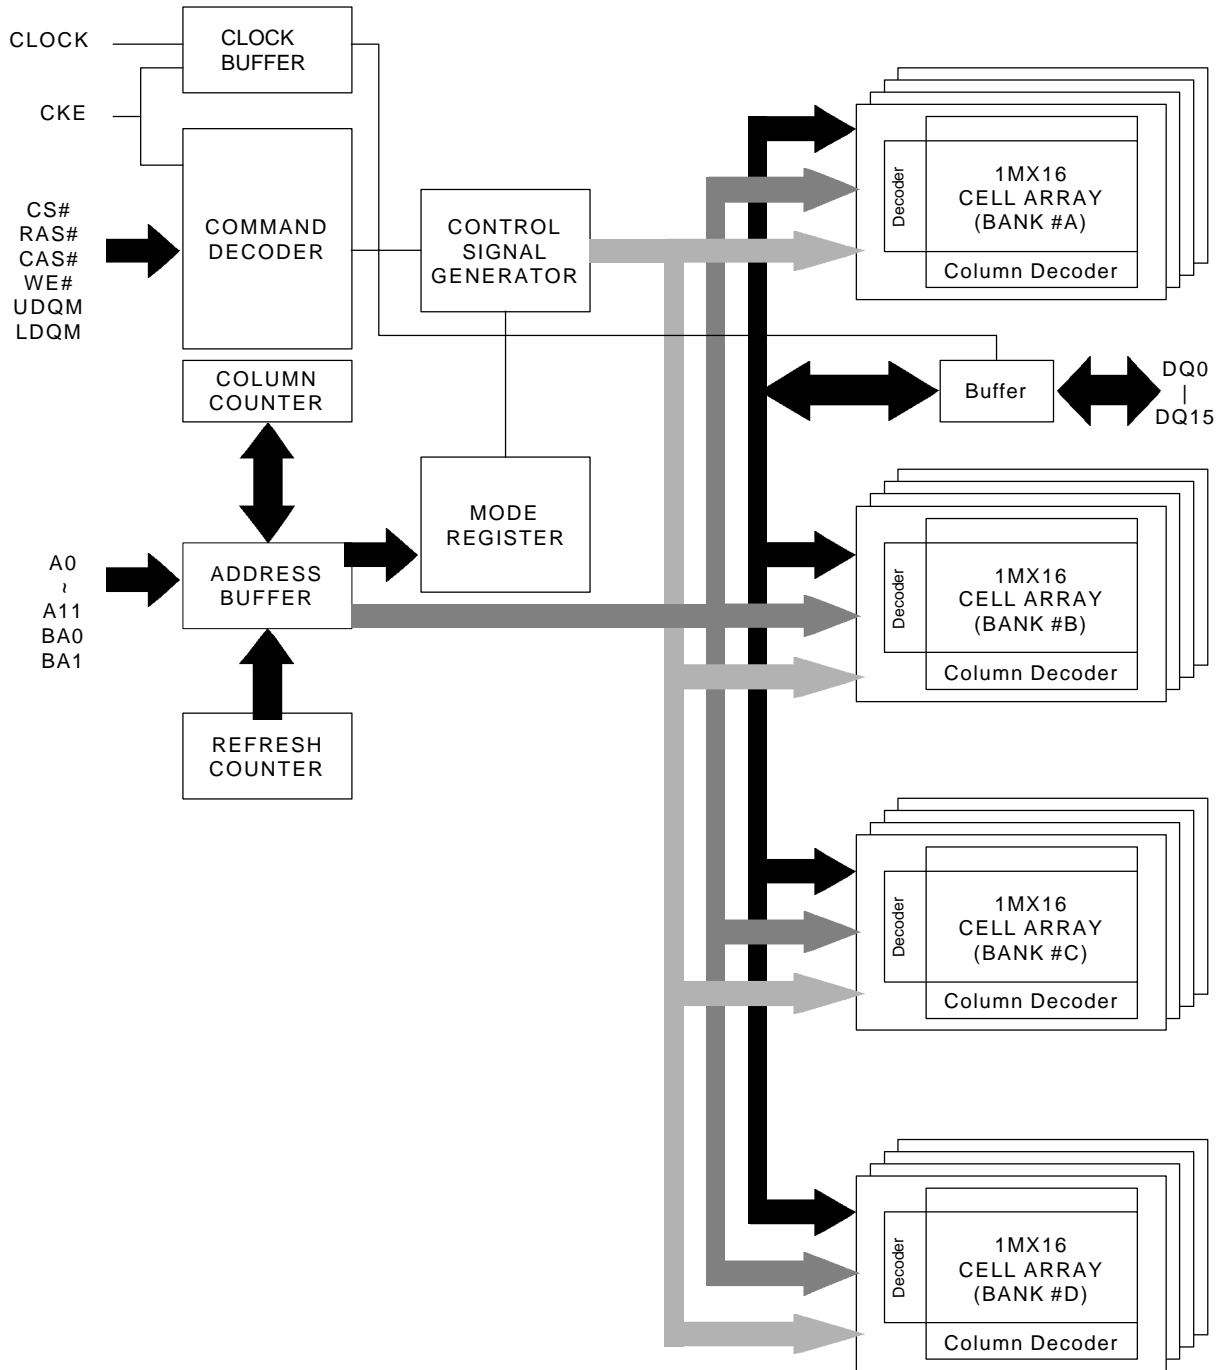 CLOCK
CLOCK
BUFFER
CKE
CS#
RAS#
CAS#
WE#
UDQM
LDQM
COMMAND
DECODER
CONTROL
SIGNAL
GENERATOR
COLUMN
COUNTER
MODE
REGISTER
A0
~
A11
BA0
BA1
ADDRESS
BUFFER
REFRESH
COUNTER
Decoder
1MX16
CELL ARRAY
(BANK #A)
Column Decoder
Buffer
DQ0
|
DQ15
Decoder
1MX16
CELL ARRAY
(BANK #B)
Column Decoder
Decoder
1MX16
CELL ARRAY
(BANK #C)
Column Decoder
Decoder
1MX16
CELL ARRAY
(BANK #D)
Column Decoder